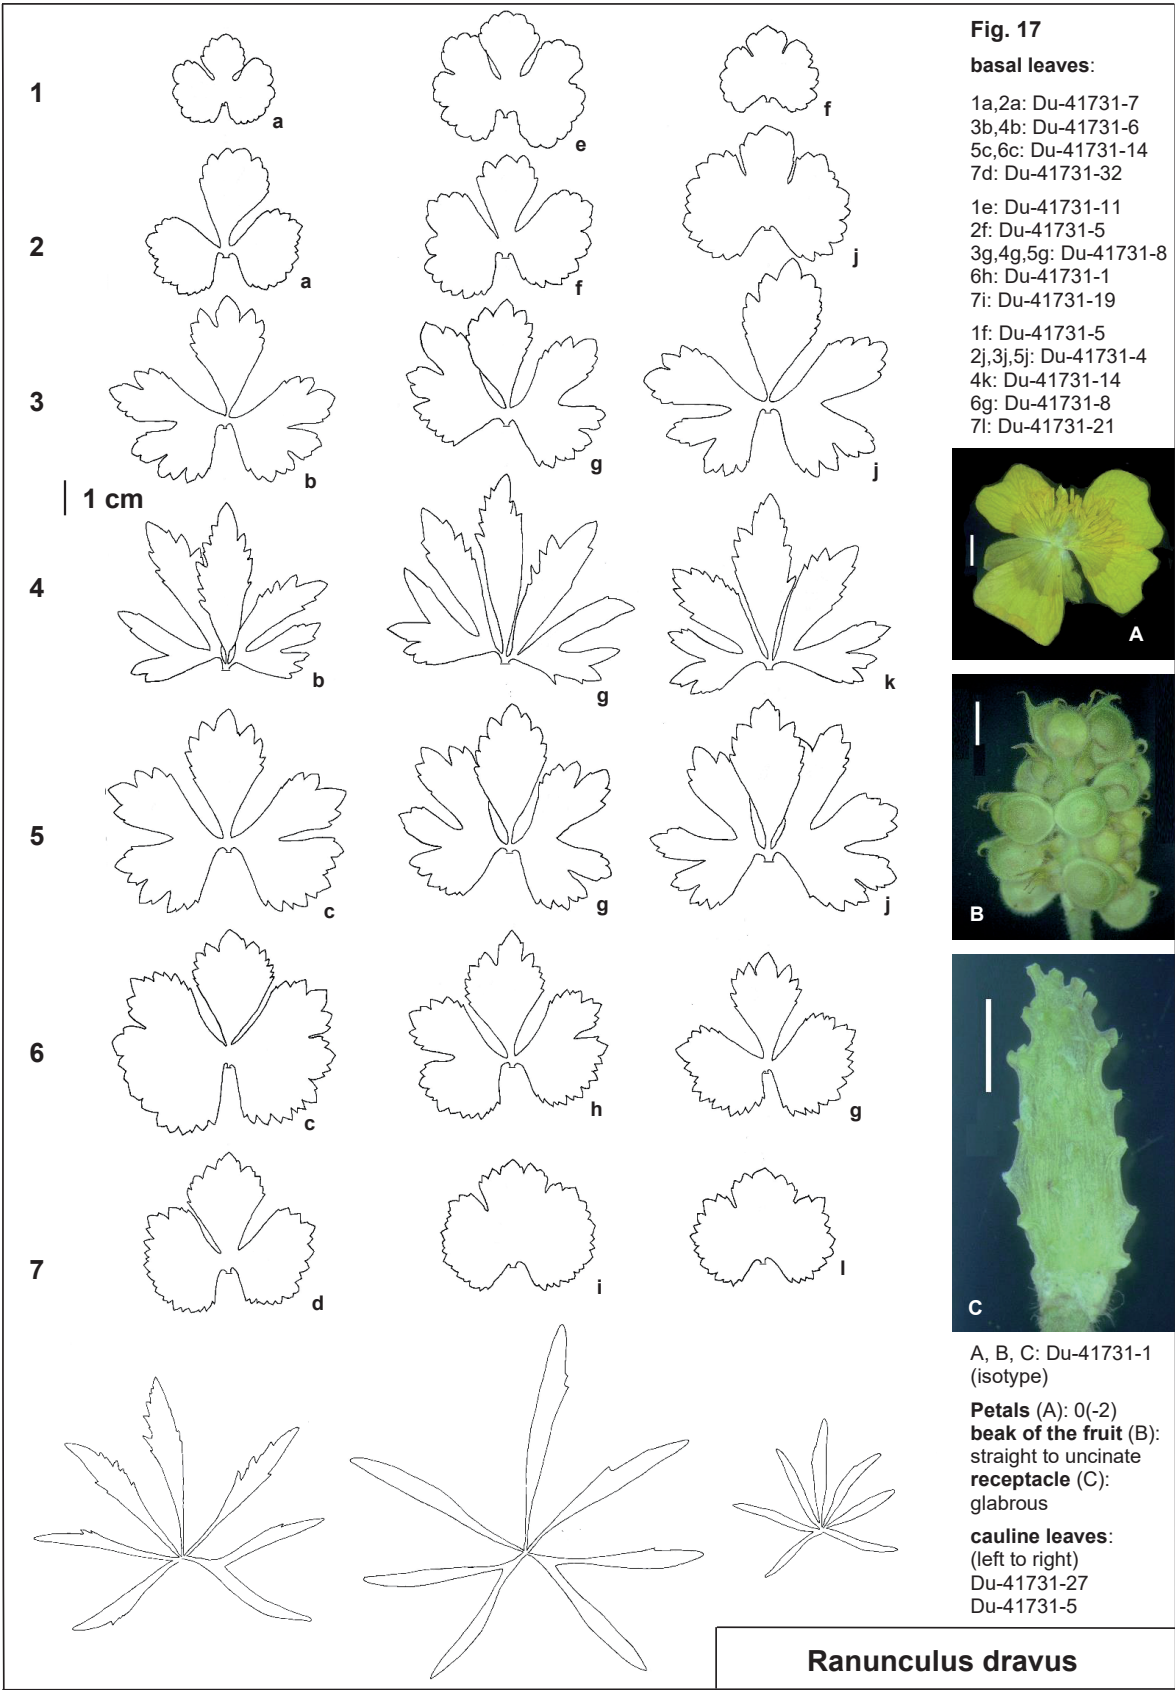 1
a
e
f
2
a
f
j
3
b
g
j
1 cm
4
b
g
k
5
c
g
j
6
c
h
g
7
d
i
l
Fig. 17
basal leaves:
1a,2a: Du-41731-7
3b,4b: Du-41731-6
5c,6c: Du-41731-14
7d: Du-41731-32
1e: Du-41731-11
2f: Du-41731-5
3g,4g,5g: Du-41731-8
6h: Du-41731-1
7i: Du-41731-19
1f: Du-41731-5
2j,3j,5j: Du-41731-4
4k: Du-41731-14
6g: Du-41731-8
7l: Du-41731-21
A
B
C
A, B, C: Du-41731-1
(isotype)
Petals (A): 0(-2)
beak of the fruit (B):
straight to uncinate
receptacle (C):
glabrous
cauline leaves:
(left to right)
Du-41731-27
Du-41731-5
Ranunculus dravus